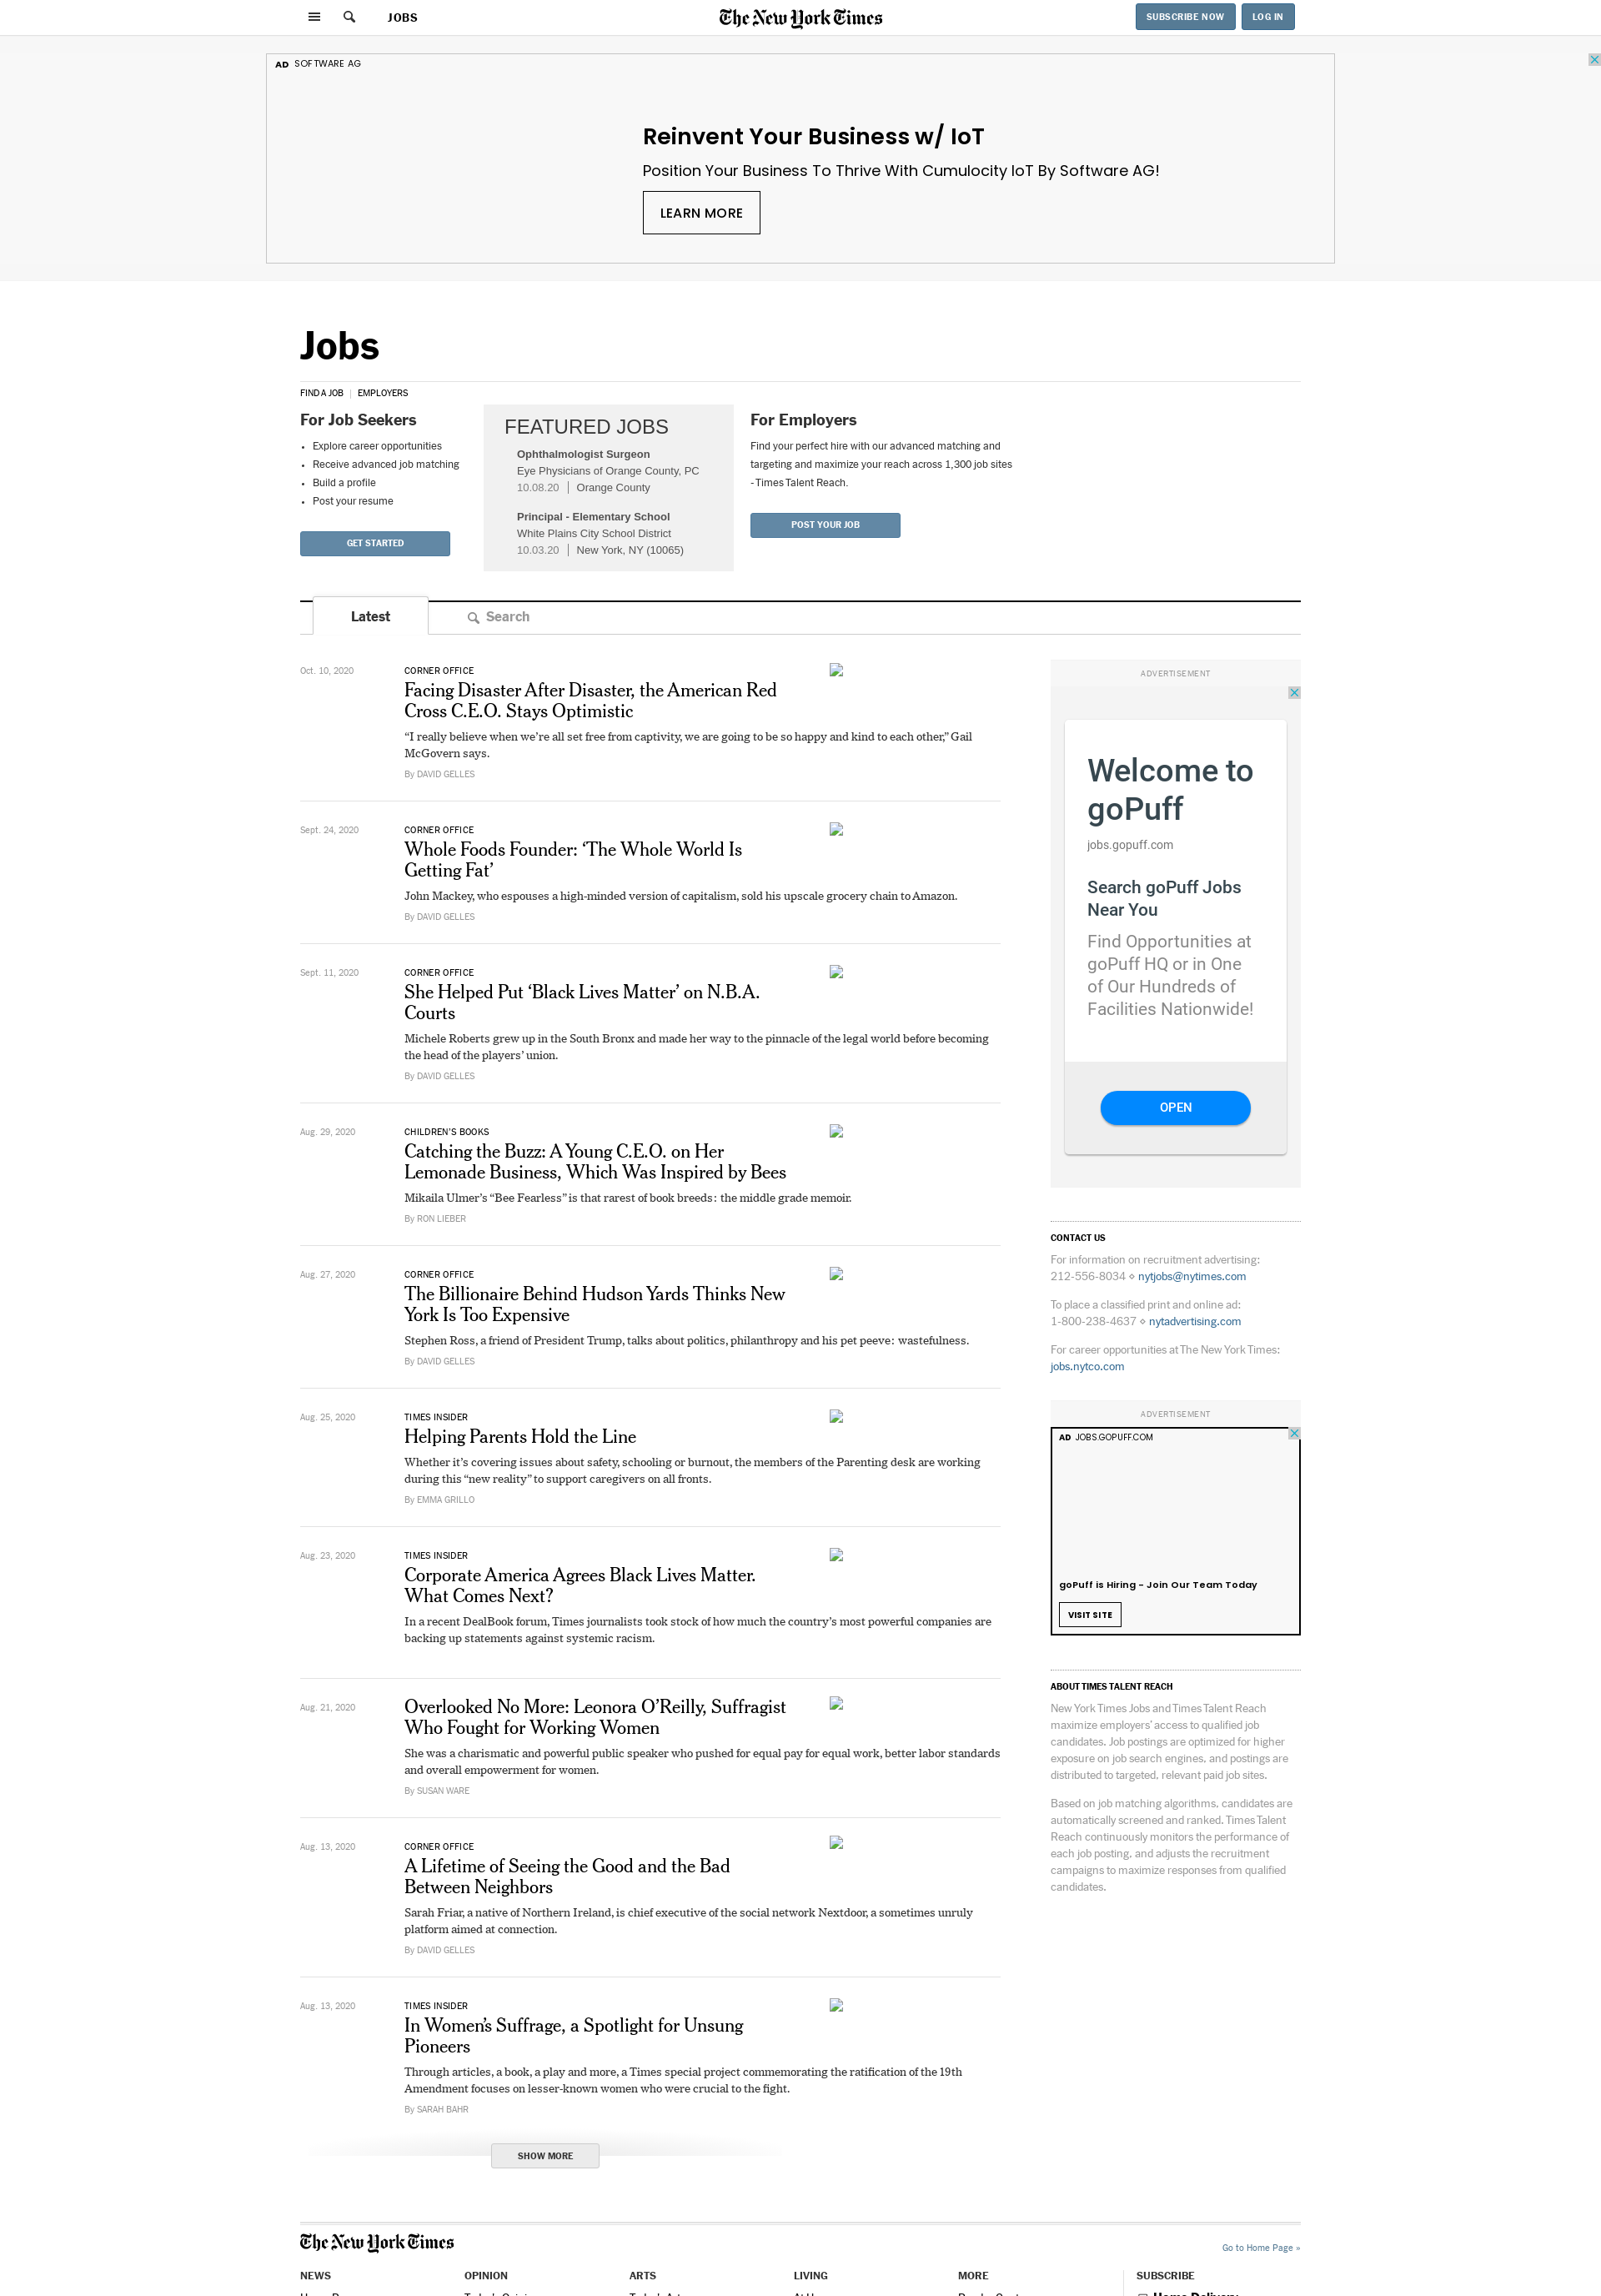 JOBS
The New York Times
SUBSCRIBE NOW
LOG IN
AD SOFTWARE AG
Reinvent Your Business w/ IoT
Position Your Business To Thrive With Cumulocity IoT By Software AG!
LEARN MORE
Jobs
FIND A JOB | EMPLOYERS
For Job Seekers
• Explore career opportunities
• Receive advanced job matching
• Build a profile
• Post your resume
GET STARTED
FEATURED JOBS
Ophthalmologist Surgeon
Eye Physicians of Orange County, PC
10.08.20 | Orange County
Principal - Elementary School
White Plains City School District
10.03.20 | New York, NY (10065)
For Employers
Find your perfect hire with our advanced matching and
targeting and maximize your reach across 1,300 job sites
- Times Talent Reach.
POST YOUR JOB
Latest
Search
Oct. 10, 2020
CORNER OFFICE
Facing Disaster After Disaster, the American Red
Cross C.E.O. Stays Optimistic
“I really believe when we’re all set free from captivity, we are going to be so happy and kind to each other,” Gail
McGovern says.
By DAVID GELLES
Sept. 24, 2020
CORNER OFFICE
Whole Foods Founder: ‘The Whole World Is
Getting Fat’
John Mackey, who espouses a high-minded version of capitalism, sold his upscale grocery chain to Amazon.
By DAVID GELLES
Sept. 11, 2020
CORNER OFFICE
She Helped Put ‘Black Lives Matter’ on N.B.A.
Courts
Michele Roberts grew up in the South Bronx and made her way to the pinnacle of the legal world before becoming
the head of the players’ union.
By DAVID GELLES
Aug. 29, 2020
CHILDREN’S BOOKS
Catching the Buzz: A Young C.E.O. on Her
Lemonade Business, Which Was Inspired by Bees
Mikaila Ulmer’s “Bee Fearless” is that rarest of book breeds: the middle grade memoir.
By RON LIEBER
Aug. 27, 2020
CORNER OFFICE
The Billionaire Behind Hudson Yards Thinks New
York Is Too Expensive
Stephen Ross, a friend of President Trump, talks about politics, philanthropy and his pet peeve: wastefulness.
By DAVID GELLES
Aug. 25, 2020
TIMES INSIDER
Helping Parents Hold the Line
Whether it’s covering issues about safety, schooling or burnout, the members of the Parenting desk are working
during this “new reality” to support caregivers on all fronts.
By EMMA GRILLO
Aug. 23, 2020
TIMES INSIDER
Corporate America Agrees Black Lives Matter.
What Comes Next?
In a recent DealBook forum, Times journalists took stock of how much the country’s most powerful companies are
backing up statements against systemic racism.
Aug. 21, 2020
Overlooked No More: Leonora O’Reilly, Suffragist
Who Fought for Working Women
She was a charismatic and powerful public speaker who pushed for equal pay for equal work, better labor standards
and overall empowerment for women.
By SUSAN WARE
Aug. 13, 2020
CORNER OFFICE
A Lifetime of Seeing the Good and the Bad
Between Neighbors
Sarah Friar, a native of Northern Ireland, is chief executive of the social network Nextdoor, a sometimes unruly
platform aimed at connection.
By DAVID GELLES
Aug. 13, 2020
TIMES INSIDER
In Women’s Suffrage, a Spotlight for Unsung
Pioneers
Through articles, a book, a play and more, a Times special project commemorating the ratification of the 19th
Amendment focuses on lesser-known women who were crucial to the fight.
By SARAH BAHR
SHOW MORE
ADVERTISEMENT
Welcome to
goPuff
jobs.gopuff.com
Search goPuff Jobs
Near You
Find Opportunities at
goPuff HQ or in One
of Our Hundreds of
Facilities Nationwide!
OPEN
CONTACT US
For information on recruitment advertising:
212-556-8034 ⋄ nytjobs@nytimes.com
To place a classified print and online ad:
1-800-238-4637 ⋄ nytadvertising.com
For career opportunities at The New York Times:
jobs.nytco.com
ADVERTISEMENT
AD JOBS.GOPUFF.COM
goPuff is Hiring - Join Our Team Today
VISIT SITE
ABOUT TIMES TALENT REACH
New York Times Jobs and Times Talent Reach
maximize employers’ access to qualified job
candidates. Job postings are optimized for higher
exposure on job search engines, and postings are
distributed to targeted, relevant paid job sites.
Based on job matching algorithms, candidates are
automatically screened and ranked. Times Talent
Reach continuously monitors the performance of
each job posting, and adjusts the recruitment
campaigns to maximize responses from qualified
candidates.
The New York Times
Go to Home Page »
NEWS
OPINION
ARTS
LIVING
MORE
SUBSCRIBE